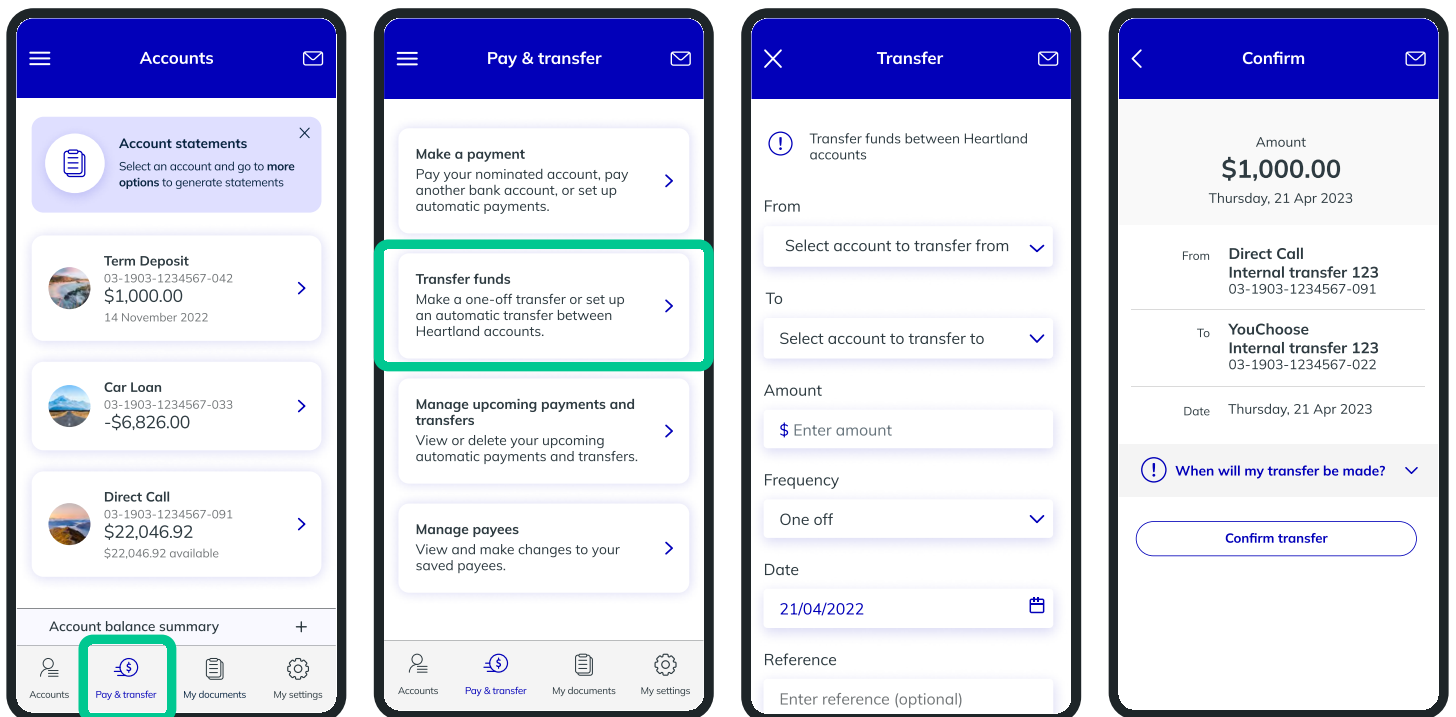 Accounts
Account statements
Select an account and go to more
options to generate statements
Term Deposit
03-1903-1234567-042
$1,000.00
14 November 2022
Car Loan
03-1903-1234567-033
-$6,826.00
Direct Call
03-1903-1234567-091
$22,046.92
$22,046.92 available
Account balance summary
Accounts
Pay & transfer
My documents
My settings
Pay & transfer
Make a payment
Pay your nominated account, pay
another bank account, or set up
automatic payments.
Transfer funds
Make a one-off transfer or set up
an automatic transfer between
Heartland accounts.
Manage upcoming payments and
transfers
View or delete your upcoming
automatic payments and transfers.
Manage payees
View and make changes to your
saved payees.
Accounts
Pay & transfer
My documents
My settings
Transfer
Transfer funds between Heartland
accounts
From
Select account to transfer from
To
Select account to transfer to
Amount
$ Enter amount
Frequency
One off
Date
21/04/2022
Reference
Enter reference (optional)
Confirm
Amount
$1,000.00
Thursday, 21 Apr 2023
From
Direct Call
Internal transfer 123
03-1903-1234567-091
To
YouChoose
Internal transfer 123
03-1903-1234567-022
Date
Thursday, 21 Apr 2023
When will my transfer be made?
Confirm transfer